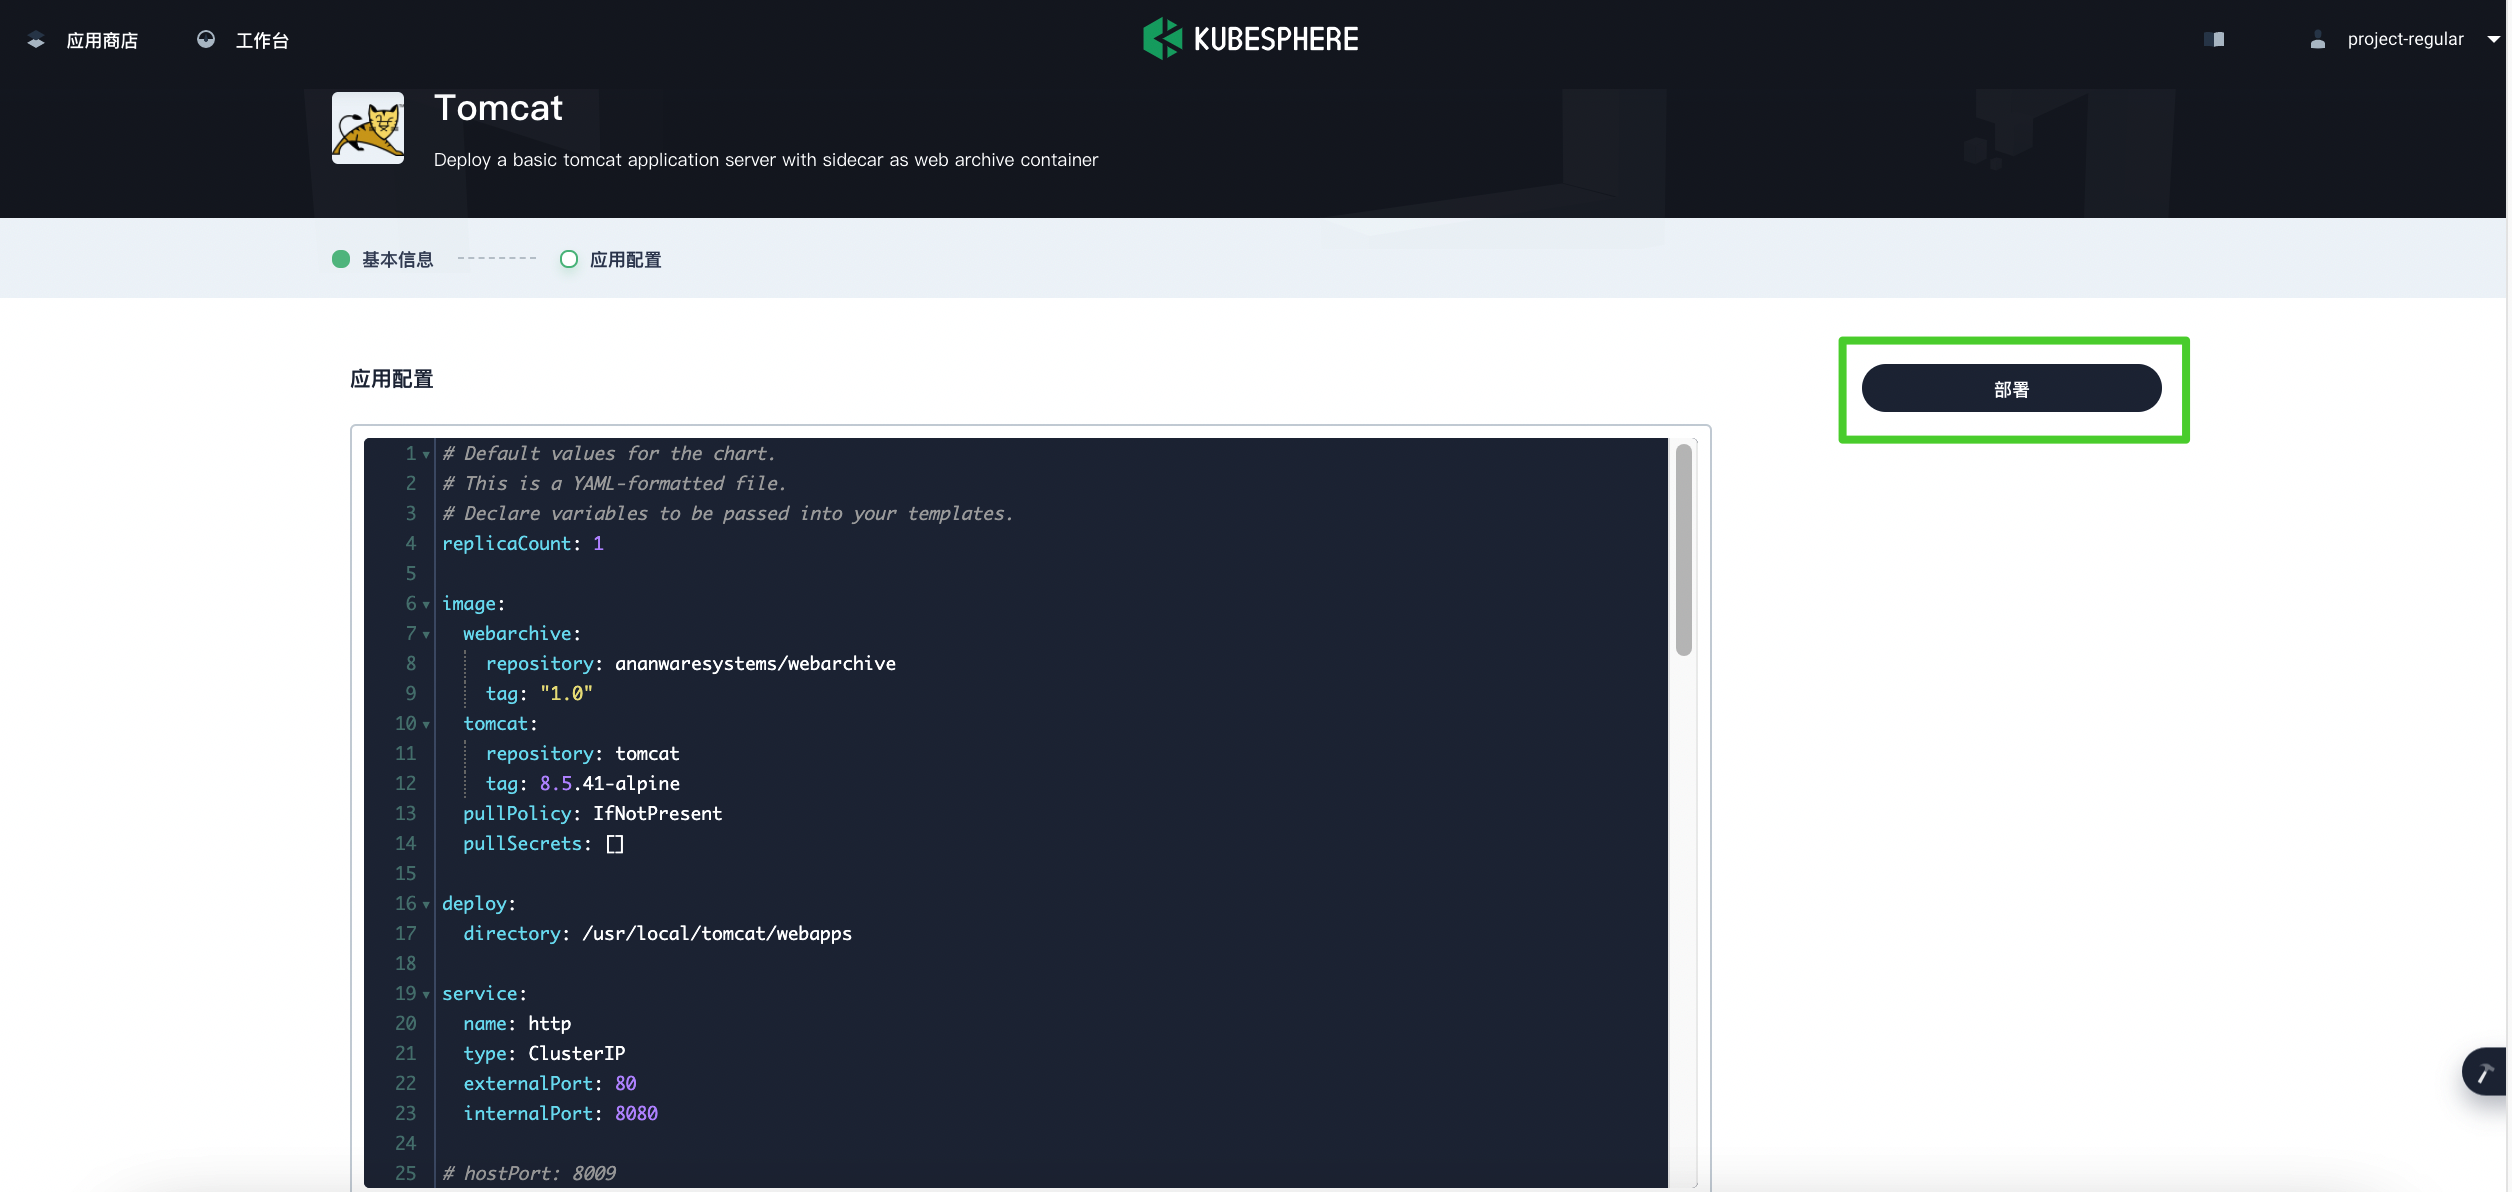 应用商店
工作台
KUBESPHERE
project-regular
Tomcat
Deploy a basic tomcat application server with sidecar as web archive container
基本信息
应用配置
应用配置
部署
1 # Default values for the chart.
2 # This is a YAML-formatted file.
3 # Declare variables to be passed into your templates.
4 replicaCount: 1
5
6 image:
7 webarchive:
8 repository: ananwaresystems/webarchive
9 tag: "1.0"
10 tomcat:
11 repository: tomcat
12 tag: 8.5.41-alpine
13 pullPolicy: IfNotPresent
14 pullSecrets: []
15
16 deploy:
17 directory: /usr/local/tomcat/webapps
18
19 service:
20 name: http
21 type: ClusterIP
22 externalPort: 80
23 internalPort: 8080
24
25 # hostPort: 8009